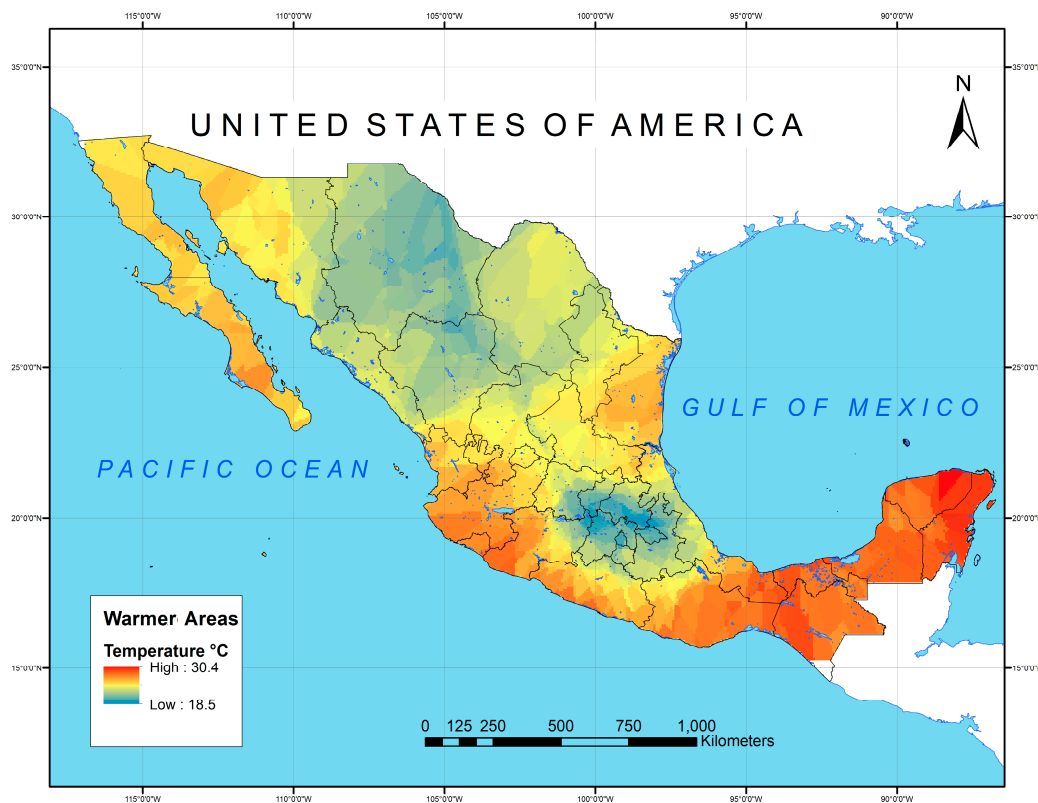 115°0'0"W 110°0'0"W 105°0'0"W 100°0'0"W 95°0'0"W 90°0'0"W
35°0'0"N 35°0'0"N
N
UNITED STATES OF AMERICA
30°0'0"N 30°0'0"N
25°0'0"N 25°0'0"N
GULF OF MEXICO
PACIFIC OCEAN
20°0'0"N 20°0'0"N
Warmer Areas
Temperature °C
High : 30.4
Low : 18.5
15°0'0"N 15°0'0"N
0 125 250 500 750 1,000
Kilometers
115°0'0"W 110°0'0"W 105°0'0"W 100°0'0"W 95°0'0"W 90°0'0"W